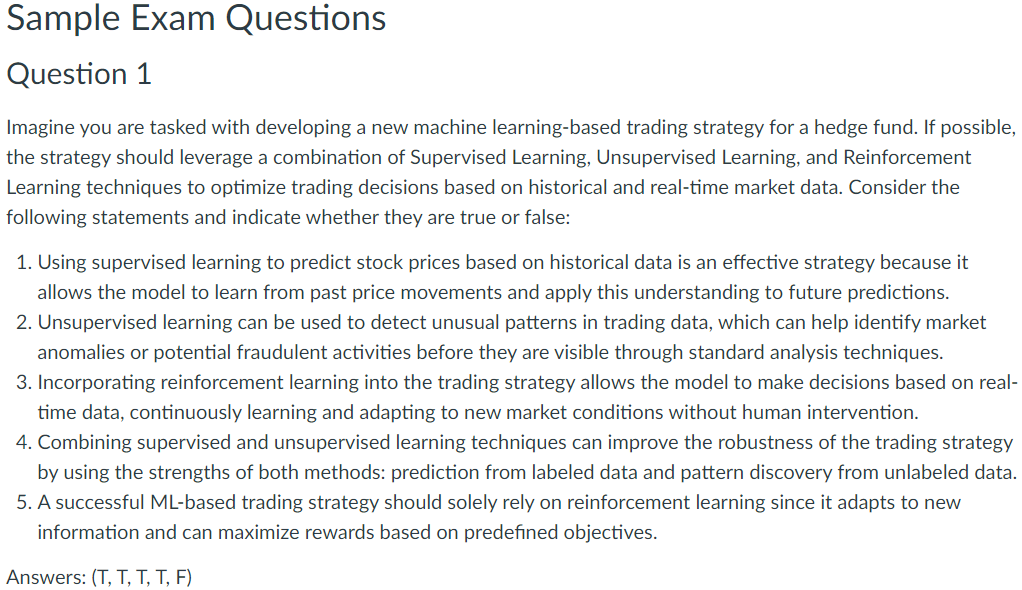 Sample Exam Questions
Question 1
Imagine you are tasked with developing a new machine learning-based trading strategy for a hedge fund. If possible,
the strategy should leverage a combination of Supervised Learning, Unsupervised Learning, and Reinforcement
Learning techniques to optimize trading decisions based on historical and real-time market data. Consider the
following statements and indicate whether they are true or false:
1. Using supervised learning to predict stock prices based on historical data is an effective strategy because it
allows the model to learn from past price movements and apply this understanding to future predictions.
2. Unsupervised learning can be used to detect unusual patterns in trading data, which can help identify market
anomalies or potential fraudulent activities before they are visible through standard analysis techniques.
3. Incorporating reinforcement learning into the trading strategy allows the model to make decisions based on real-
time data, continuously learning and adapting to new market conditions without human intervention.
4. Combining supervised and unsupervised learning techniques can improve the robustness of the trading strategy
by using the strengths of both methods: prediction from labeled data and pattern discovery from unlabeled data.
5. A successful ML-based trading strategy should solely rely on reinforcement learning since it adapts to new
information and can maximize rewards based on predefined objectives.
Answers: (T, T, T, T, F)